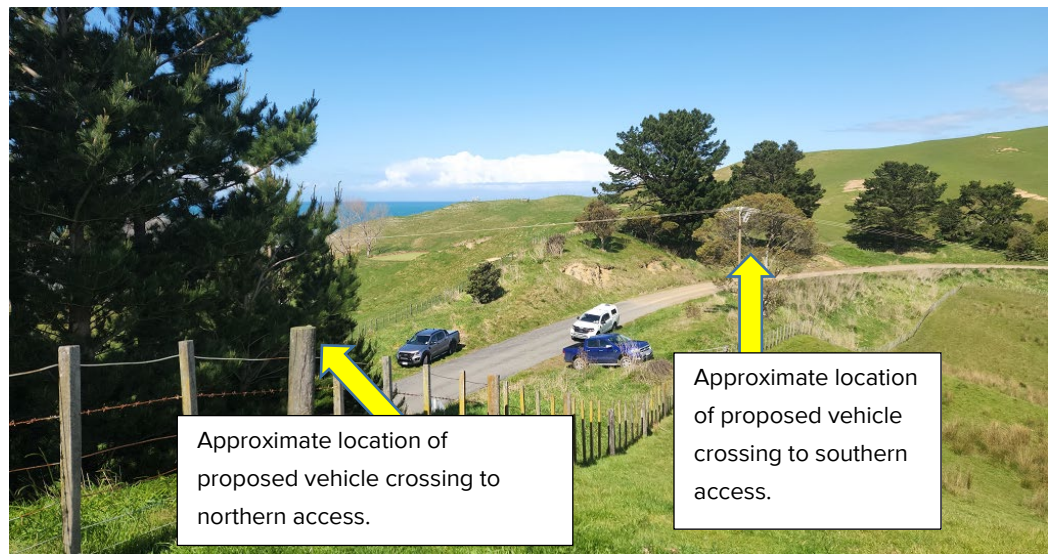 Approximate location of
proposed vehicle crossing to
northern access.
Approximate location
of proposed vehicle
crossing to southern
access.